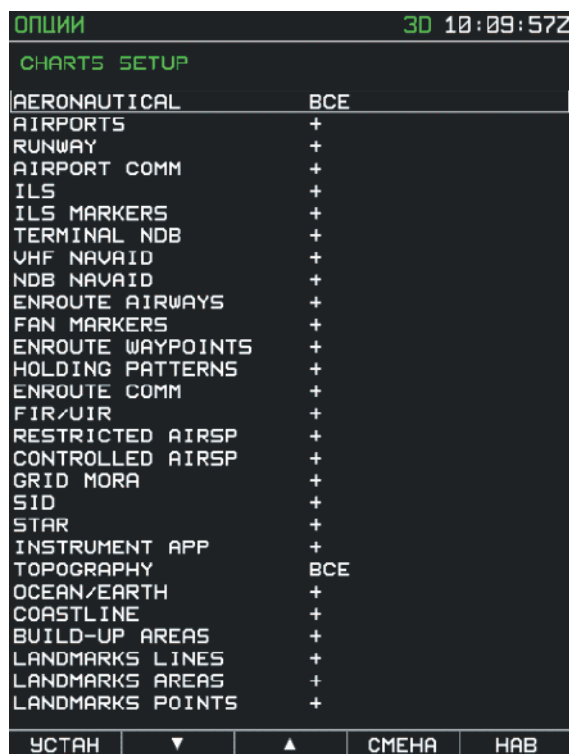 ОПЦИИ 3D 10:09:57Z
CHARTS SETUP
AERONAUTICAL ВСЕ
AIRPORTS +
RUNWAY +
AIRPORT COMM +
ILS +
ILS MARKERS +
TERMINAL NDB +
VHF NAVAID +
NDB NAVAID +
ENROUTE AIRWAYS +
FAN MARKERS +
ENROUTE WAYPOINTS +
HOLDING PATTERNS +
ENROUTE COMM +
FIR/UIR +
RESTRICTED AIRSP +
CONTROLLED AIRSP +
GRID MORA +
SID +
STAR +
INSTRUMENT APP +
TOPOGRAPHY ВСЕ
OCEAN/EARTH +
COASTLINE +
BUILD-UP AREAS +
LANDMARKS LINES +
LANDMARKS AREAS +
LANDMARKS POINTS +
УСТАН ▼ ▲ СМЕНА НАВ